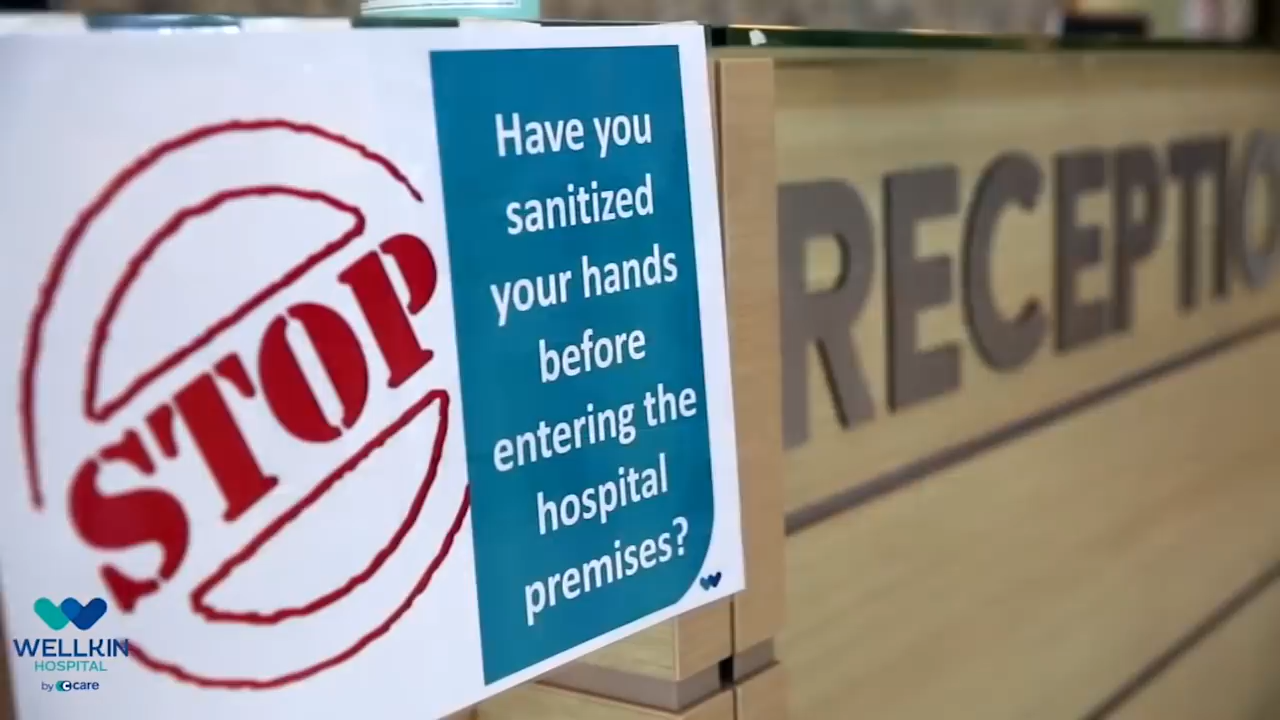 STOP
Have you
sanitized
your hands
before
entering the
hospital
premises?
RECEPTIO
WELLKIN
HOSPITAL
by C care